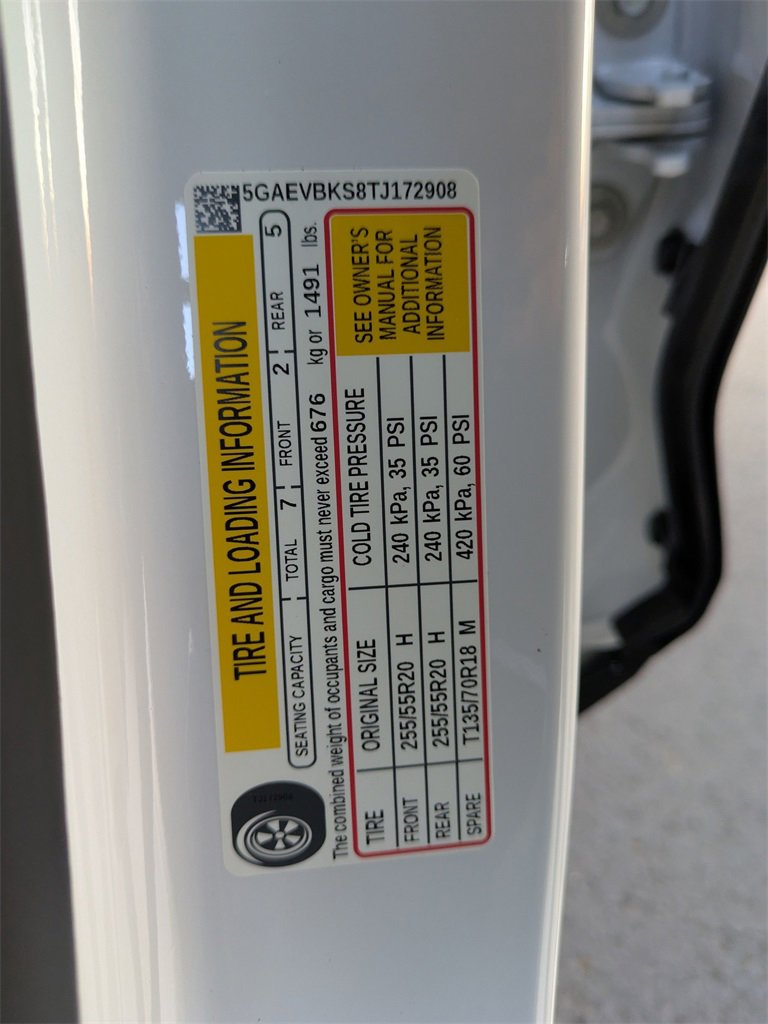 5GAEVBKS8TJ172908
TIRE AND LOADING INFORMATION
SEATING CAPACITY TOTAL 7 FRONT 2 REAR 5
The combined weight of occupants and cargo must never exceed 676 kg or 1491 lbs.
TIRE ORIGINAL SIZE COLD TIRE PRESSURE
FRONT 255/55R20 H 240 kPa, 35 PSI
REAR 255/55R20 H 240 kPa, 35 PSI
SPARE T135/70R18 M 420 kPa, 60 PSI
SEE OWNER'S
MANUAL FOR
ADDITIONAL
INFORMATION